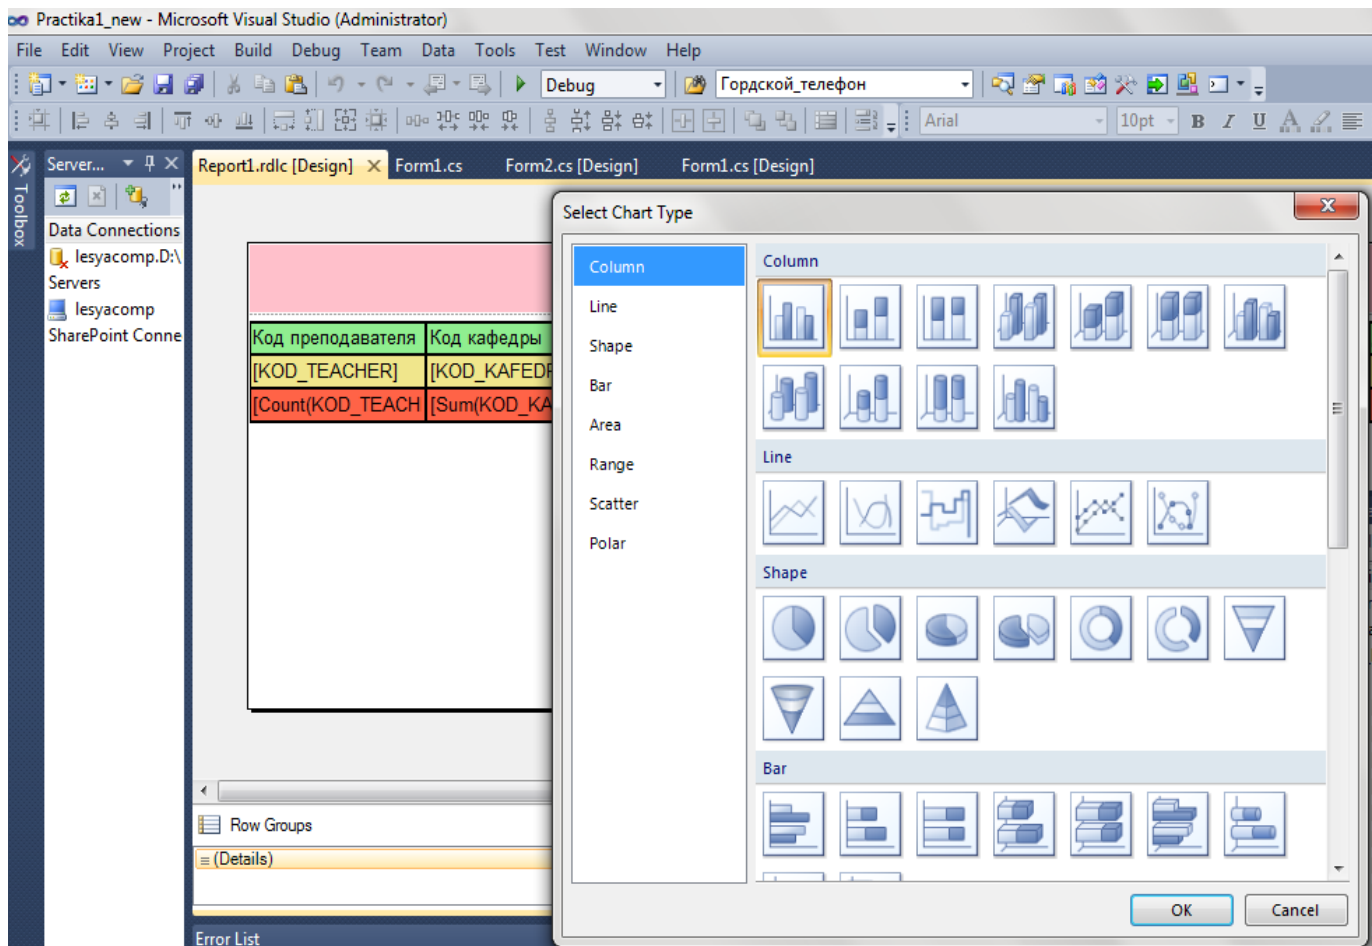 Practika1_new - Microsoft Visual Studio (Administrator)
File Edit View Project Build Debug Team Data Tools Test Window Help
Debug Гордской_телефон
Arial 10pt B I U A
Toolbox
Server...
Data Connections
lesyacomp.D:\
Servers
lesyacomp
SharePoint Conne
Report1.rdlc [Design] Form1.cs Form2.cs [Design] Form1.cs [Design]
Код преподавателя Код кафедры
[KOD_TEACHER] [KOD_KAFEDR
[Count(KOD_TEACH [Sum(KOD_KA
Row Groups
(Details)
Error List
Select Chart Type
Column
Line
Shape
Bar
Area
Range
Scatter
Polar
Column
Line
Shape
Bar
OK Cancel